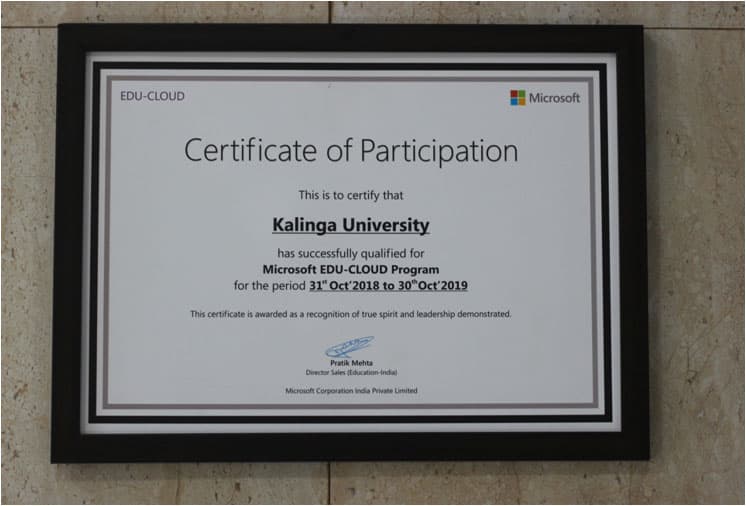 EDU-CLOUD
Microsoft
Certificate of Participation
This is to certify that
Kalinga University
has successfully qualified for
Microsoft EDU-CLOUD Program
for the period 31st Oct'2018 to 30th Oct'2019
This certificate is awarded as a recognition of true spirit and leadership demonstrated.
Pratik Mehta
Director Sales (Education-India)
Microsoft Corporation India Private Limited